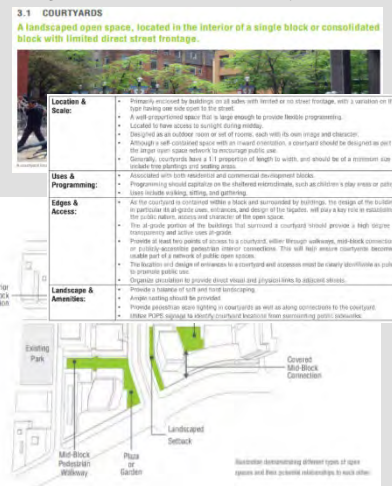 3.1 COURTYARDS
A landscaped open space, located in the interior of a single block or consolidated
block with limited direct street frontage.
Location &
Scale:
• Primarily enclosed by buildings on all sides with limited or no street frontage, with a variation on th
type having one side open to the street.
• A well-proportioned space that is large enough to provide flexible programming.
• Located to have access to sunlight during midday.
• Designed as an outdoor room or set of rooms, each with its own image and character.
• Although a self-contained space with an inward orientation, a courtyard should be designed as part
the larger open space network to encourage public use.
• Generally, courtyards have a 1:1 proportion of length to width, and should be of a minimum size
include tree plantings and seating areas.
Uses &
Programming:
• Associated with both residential and commercial development blocks.
• Programming should capitalize on the sheltered microclimate, such as children's play areas or patio
• Uses include walking, sitting, and gathering.
Edges &
Access:
• As the courtyard is contained within a block and surrounded by buildings, the design of the buildin
in particular its at-grade uses, entrances, and design of the façades, will play a key role in establishi
the public nature, access and character of the open space.
• The at-grade portion of the buildings that surround a courtyard should provide a high degree
transparency and active uses at-grade.
• Provide at least two points of access to a courtyard, either through walkways, mid-block connectio
or publicly-accessible pedestrian interior connections. This will help ensure courtyards become
usable part of a network of public open spaces.
• The location and design of entrances to a courtyard and accesses must be clearly identifiable as public
to promote public use.
• Organize circulation to provide direct visual and physical links to adjacent streets.
Landscape &
Amenities:
• Provide a balance of soft and hard landscaping.
• Ample seating should be provided.
• Provide pedestrian scale lighting in courtyards as well as along connections to the courtyard.
• Utilize POPS signage to identify courtyard locations from surrounding public sidewalks.
rior
ock
tion
Existing
Park
Covered
Mid-Block
Connection
Landscaped
Setback
Mid-Block
Pedestrian
Walkway
Plaza
or
Garden
Illustration demonstrating different types of open
spaces and their potential relationships to each other.